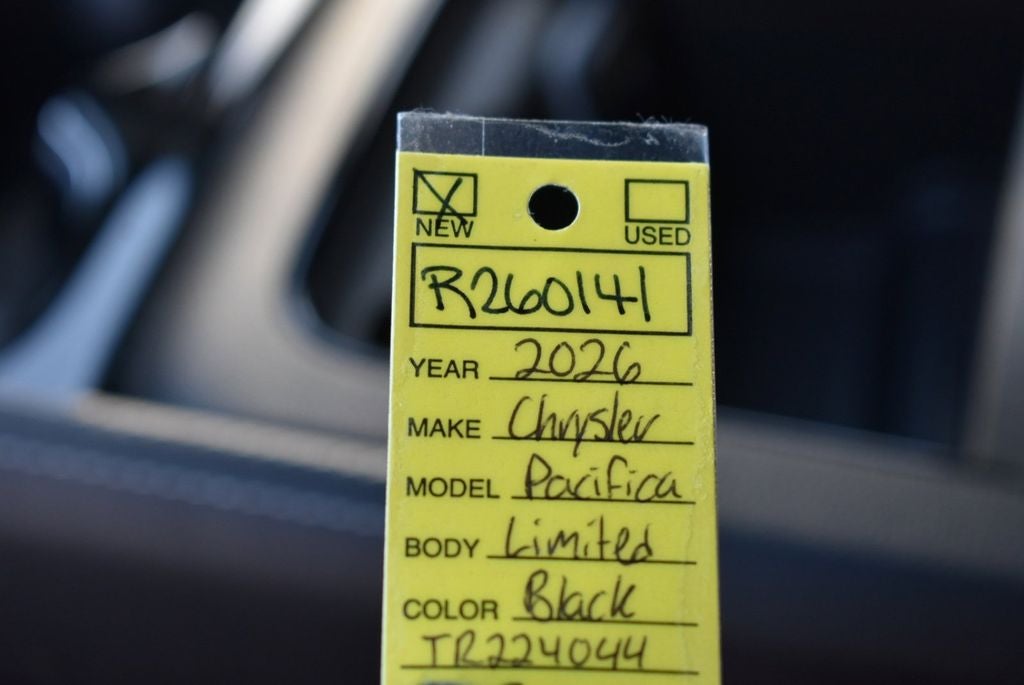 NEW USED
R260141
YEAR 2026
MAKE Chrysler
MODEL Pacifica
BODY Limited
COLOR Black
TR224044